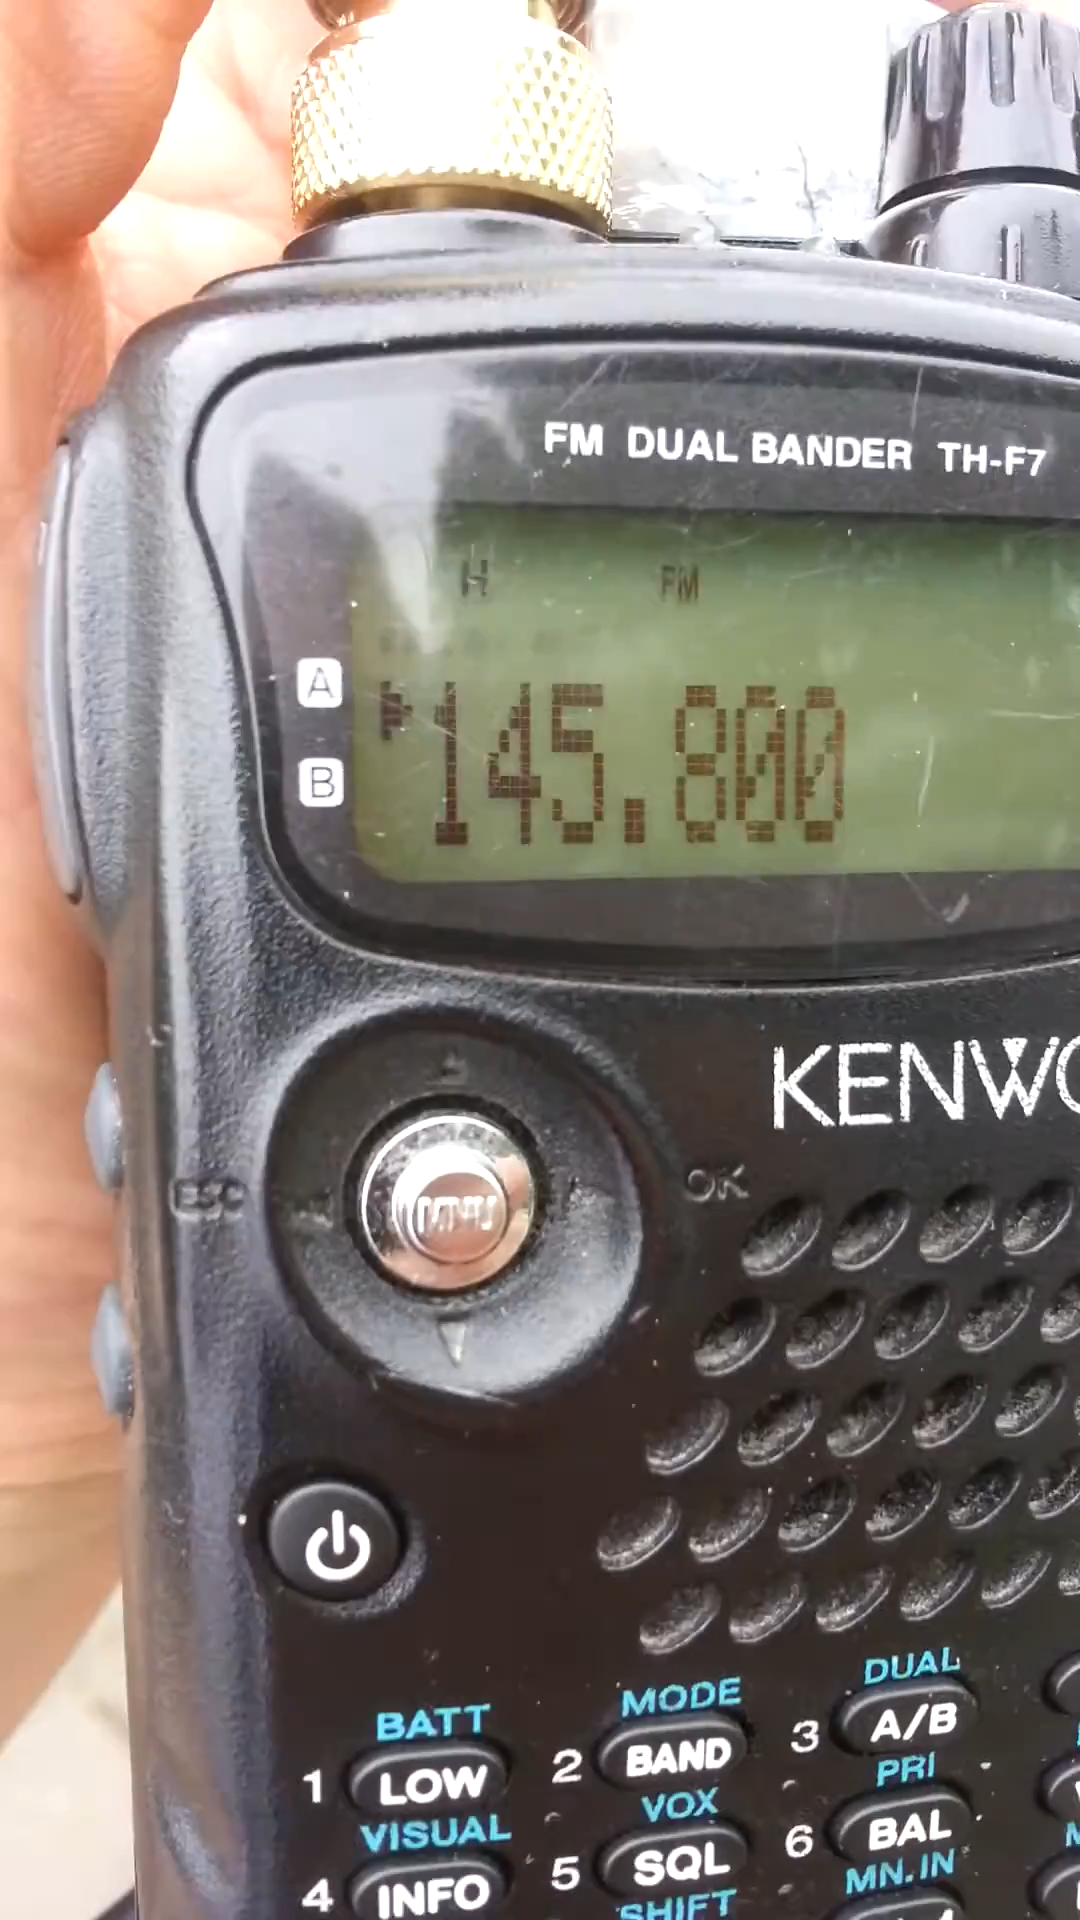 FM DUAL BANDER TH-F7
H FM
A
145.800
B
KENWO
ESC MENU OK
DUAL
BATT MODE
1 LOW 2 BAND 3 A/B
VISUAL VOX PRI
4 INFO 5 SQL 6 BAL
SHIFT MN.IN